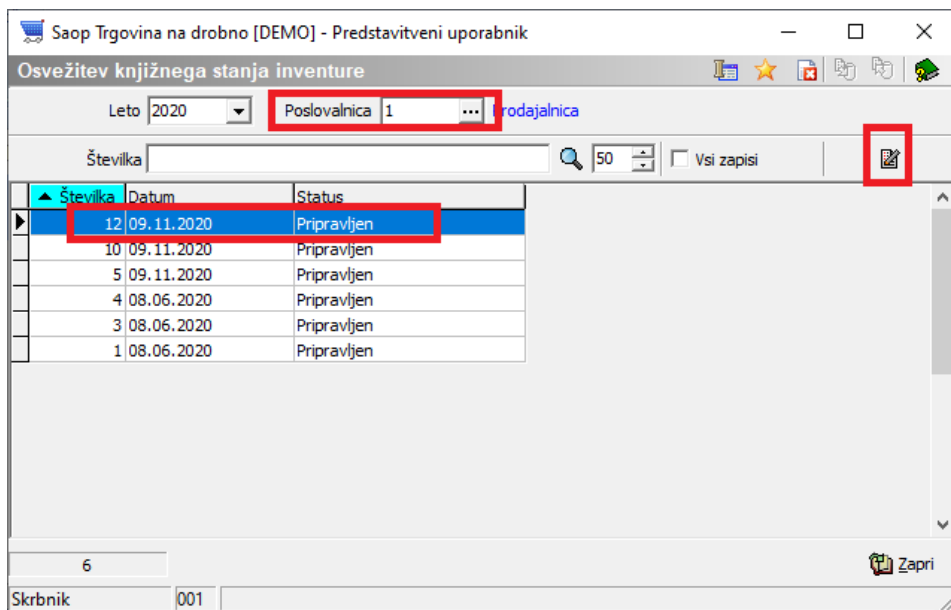 Saop Trgovina na drobno [DEMO] - Predstavitveni uporabnik
Osvežitev knjižnega stanja inventure
Leto 2020 Poslovalnica 1 ... Prodajalnica
Številka 50 Vsi zapisi
Številka Datum Status
12 09.11.2020 Pripravljen
10 09.11.2020 Pripravljen
5 09.11.2020 Pripravljen
4 08.06.2020 Pripravljen
3 08.06.2020 Pripravljen
1 08.06.2020 Pripravljen
6 Zapri
Skrbnik 001